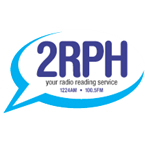 2RPH
your radio reading service
1224AM • 100.5FM